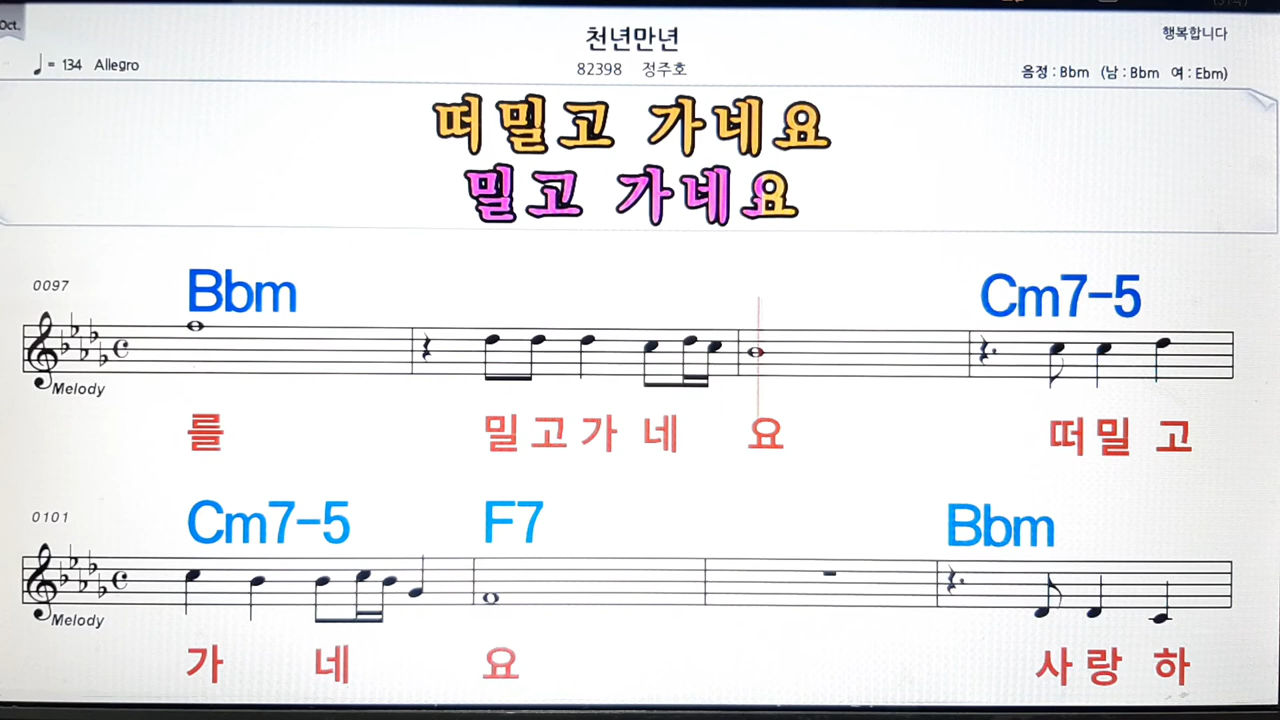 Oct.
천년만년
행복합니다
♩ = 134 Allegro
82398 정주호
음정 : Bbm (남 : Bbm 여 : Ebm)
떠밀고 가네요
밀고 가네요
0097
Bbm Cm7-5
Melody
를 밀고가 네 요 떠밀 고
0101
Cm7-5 F7 Bbm
Melody
가 네 요 사랑 하